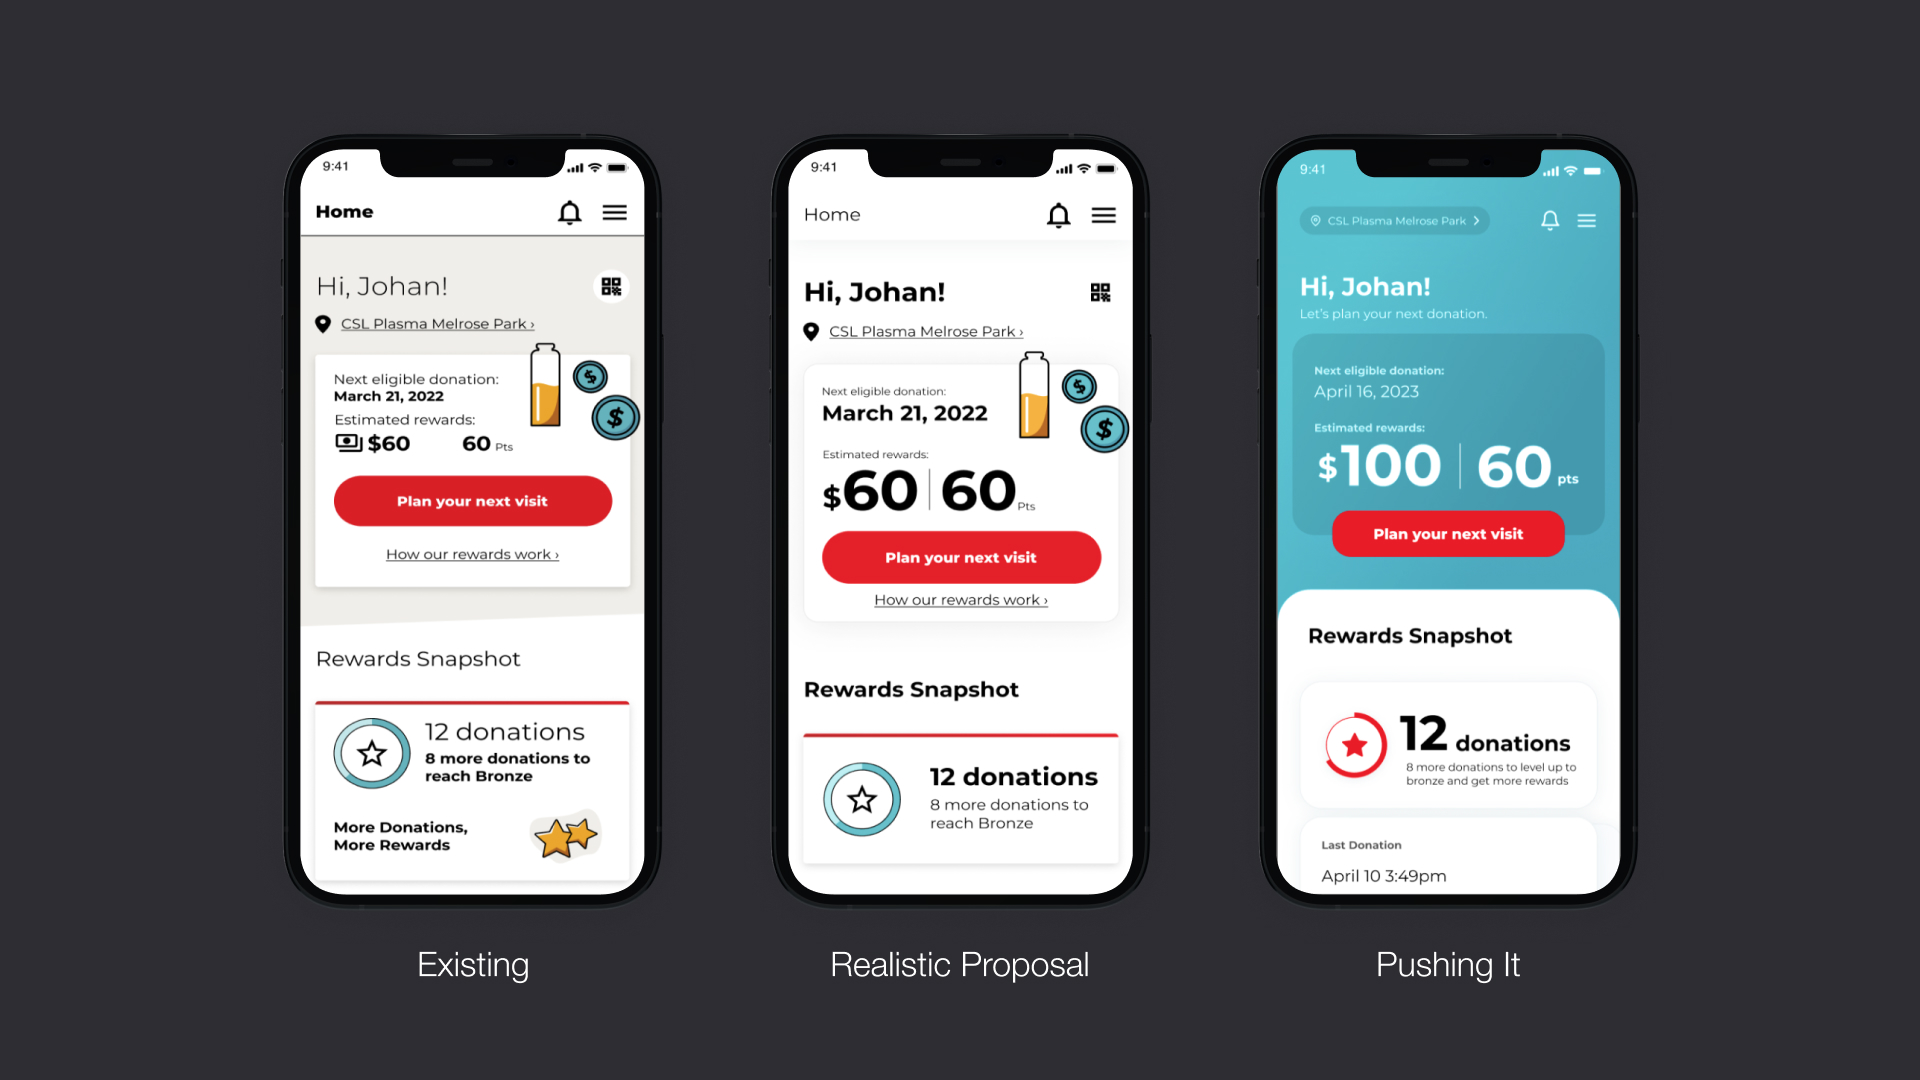 9:41
Home
Hi, Johan!
CSL Plasma Melrose Park ›
Next eligible donation:
March 21, 2022
Estimated rewards:
$60 60 Pts
Plan your next visit
How our rewards work ›
Rewards Snapshot
12 donations
8 more donations to
reach Bronze
More Donations,
More Rewards
Existing
9:41
Home
Hi, Johan!
CSL Plasma Melrose Park ›
Next eligible donation:
March 21, 2022
Estimated rewards:
$60 60 Pts
Plan your next visit
How our rewards work ›
Rewards Snapshot
12 donations
8 more donations to
reach Bronze
Realistic Proposal
9:41
CSL Plasma Melrose Park
Hi, Johan!
Let's plan your next donation.
Next eligible donation:
April 16, 2023
Estimated rewards:
$100 60 pts
Plan your next visit
Rewards Snapshot
12 donations
8 more donations to level up to
bronze and get more rewards
Last Donation
April 10 3:49pm
Pushing It